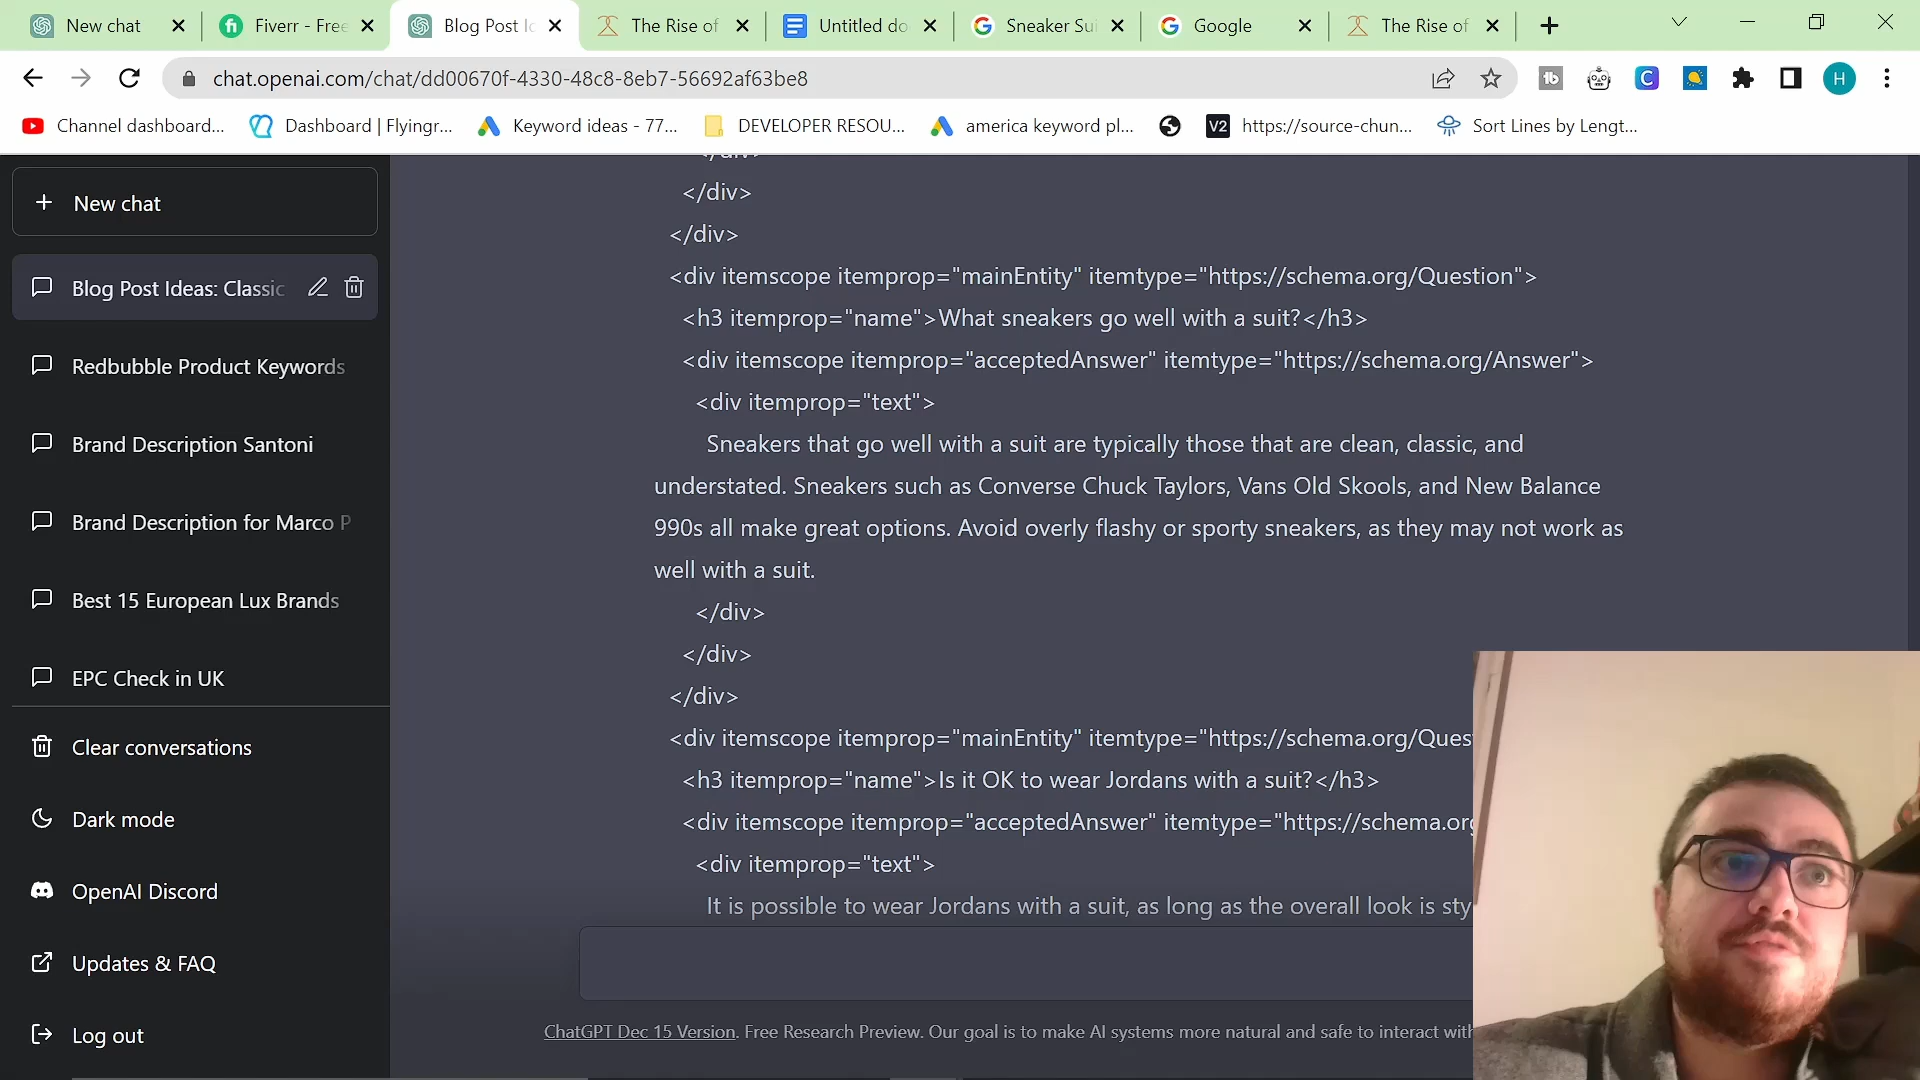 New chat
Fiverr - Free
Blog Post Id
The Rise of
Untitled do
Sneaker Sui
Google
The Rise of
chat.openai.com/chat/dd00670f-4330-48c8-8eb7-56692af63be8
H
Channel dashboard...
Dashboard | Flyingr...
Keyword ideas - 77...
DEVELOPER RESOU...
america keyword pl...
V2
https://source-chun...
Sort Lines by Lengt...
New chat
Blog Post Ideas: Classic
Redbubble Product Keywords
Brand Description Santoni
Brand Description for Marco P
Best 15 European Lux Brands
EPC Check in UK
Clear conversations
Dark mode
OpenAI Discord
Updates & FAQ
Log out
</div>
</div>
</div>
<div itemscope itemprop="mainEntity" itemtype="https://schema.org/Question">
<h3 itemprop="name">What sneakers go well with a suit?</h3>
<div itemscope itemprop="acceptedAnswer" itemtype="https://schema.org/Answer">
<div itemprop="text">
Sneakers that go well with a suit are typically those that are clean, classic, and
understated. Sneakers such as Converse Chuck Taylors, Vans Old Skools, and New Balance
990s all make great options. Avoid overly flashy or sporty sneakers, as they may not work as
well with a suit.
</div>
</div>
</div>
<div itemscope itemprop="mainEntity" itemtype="https://schema.org/Ques
<h3 itemprop="name">Is it OK to wear Jordans with a suit?</h3>
<div itemscope itemprop="acceptedAnswer" itemtype="https://schema.org
<div itemprop="text">
It is possible to wear Jordans with a suit, as long as the overall look is sty
ChatGPT Dec 15 Version. Free Research Preview. Our goal is to make AI systems more natural and safe to interact with